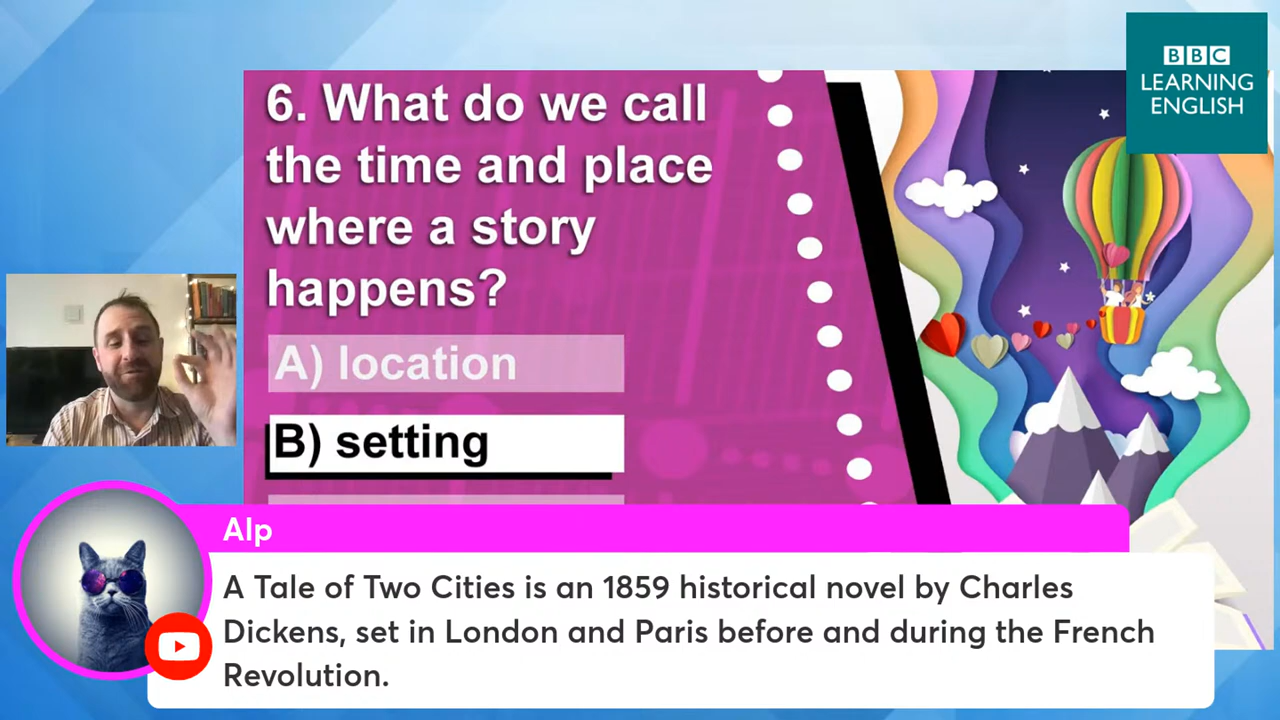 BBC
LEARNING
ENGLISH
6. What do we call
the time and place
where a story
happens?
A) location
B) setting
Alp
A Tale of Two Cities is an 1859 historical novel by Charles
Dickens, set in London and Paris before and during the French
Revolution.